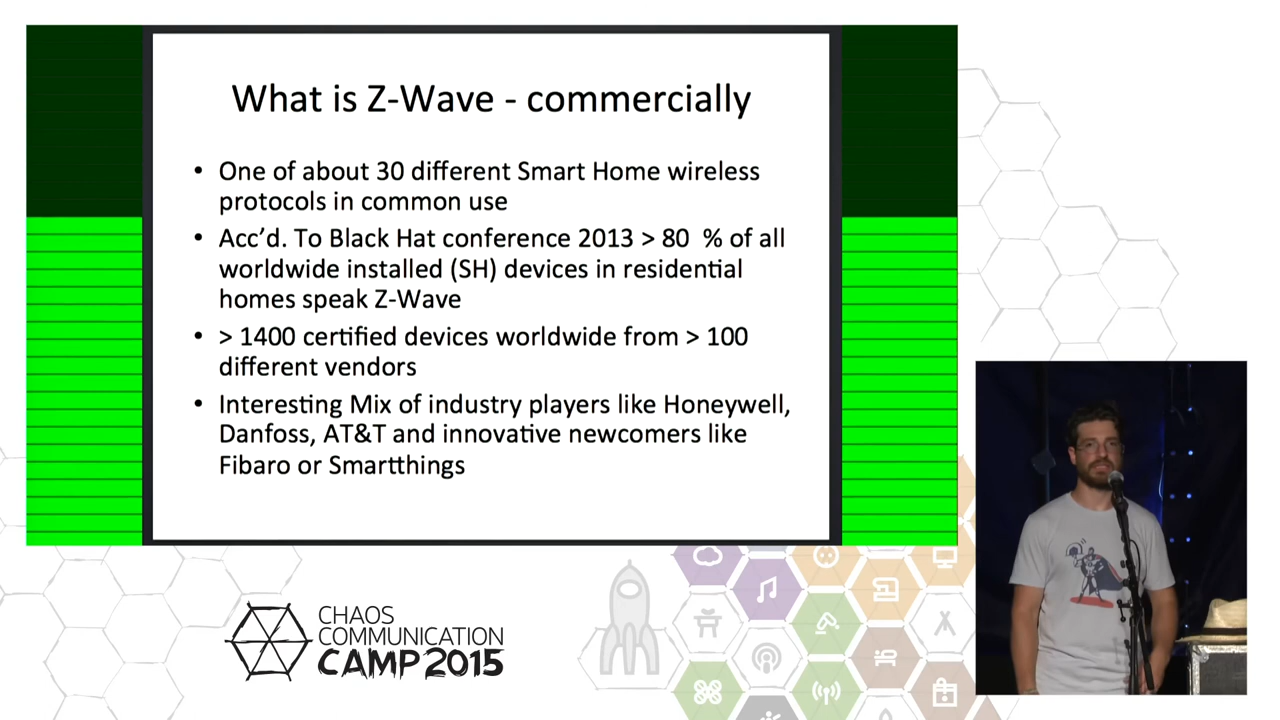 What is Z-Wave - commercially
• One of about 30 different Smart Home wireless
protocols in common use
• Acc'd. To Black Hat conference 2013 > 80 % of all
worldwide installed (SH) devices in residential
homes speak Z-Wave
• > 1400 certified devices worldwide from > 100
different vendors
• Interesting Mix of industry players like Honeywell,
Danfoss, AT&T and innovative newcomers like
Fibaro or Smartthings
CHAOS
COMMUNICATION
CAMP 2015